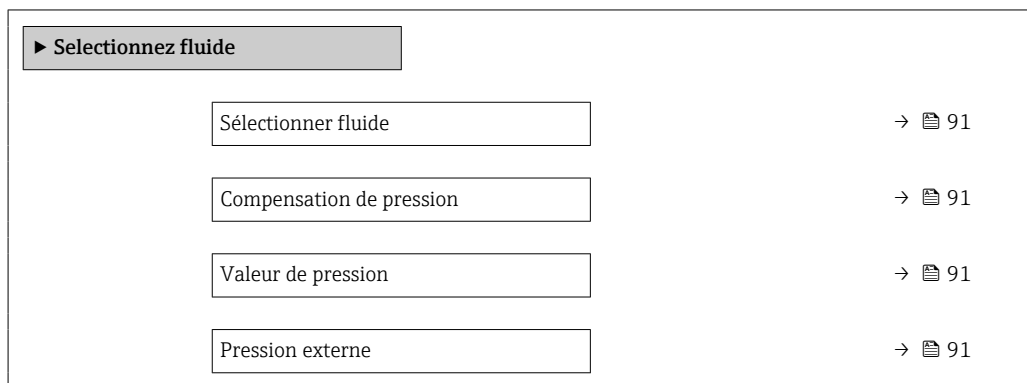 ▶ Selectionnez fluide
Sélectionner fluide → 91
Compensation de pression → 91
Valeur de pression → 91
Pression externe → 91